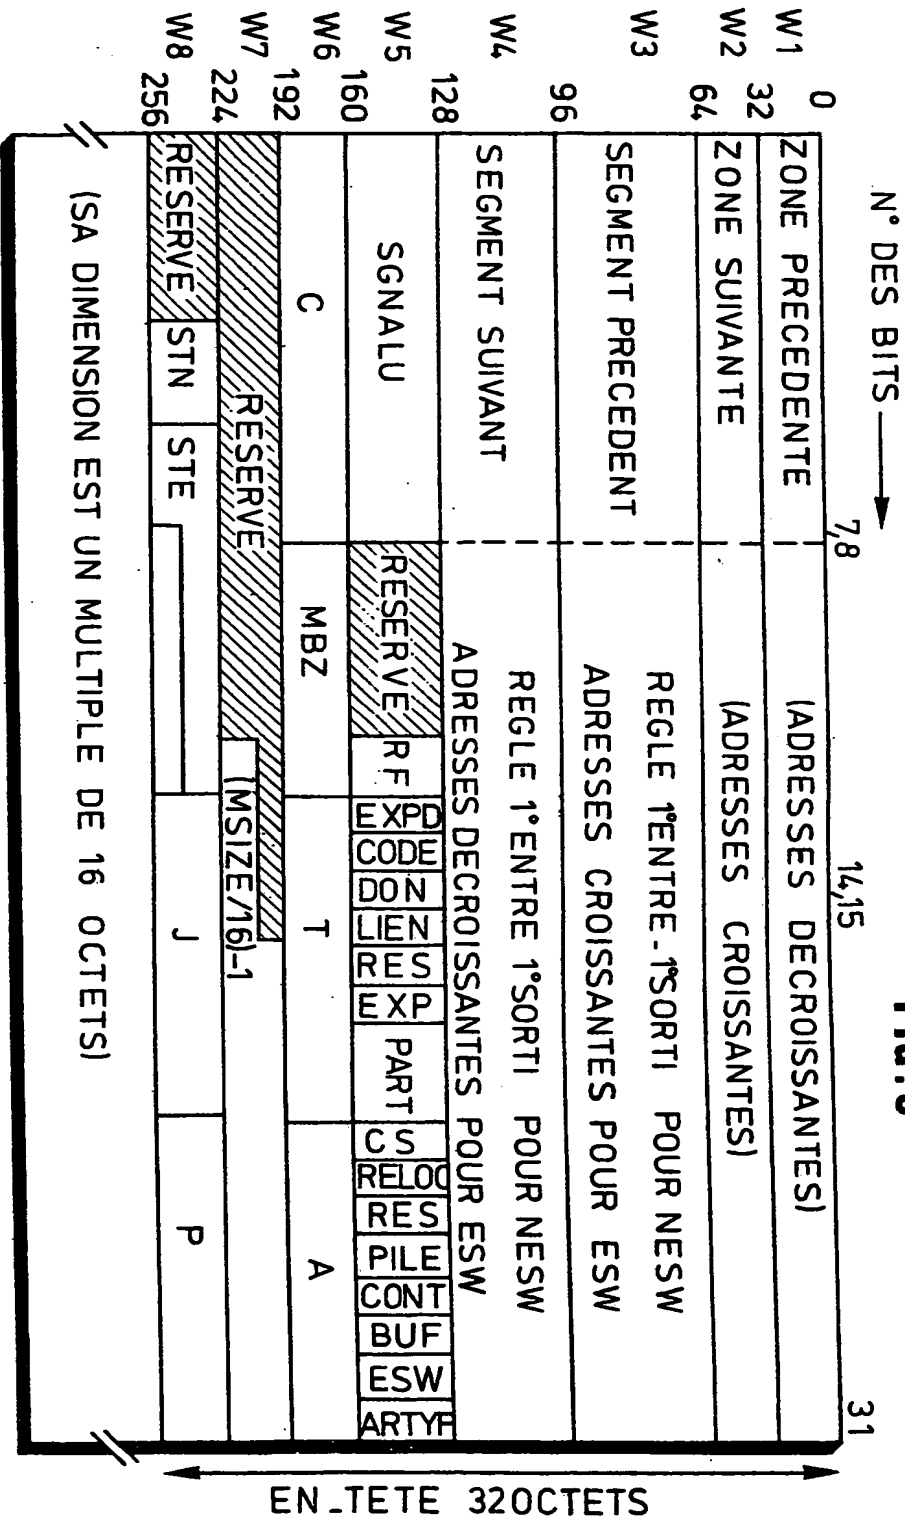 N° DES BITS
7,8
14,15
31
W1
0
ZONE PRECEDENTE
(ADRESSES DECROISSANTES)
W2
32
ZONE SUIVANTE
(ADRESSES CROISSANTES)
W3
64
SEGMENT PRECEDENT
REGLE 1°ENTRE-1°SORTI POUR NESW
ADRESSES CROISSANTES POUR ESW
W4
96
SEGMENT SUIVANT
REGLE 1°ENTRE 1°SORTI POUR NESW
ADRESSES DECROISSANTES POUR ESW
W5
128
SGNALU
RESERVE
RF
EXPD
CODE
DON
LIEN
RES
EXP
PART
CS
RELOC
RES
PILE
CONT
BUF
ESW
ARTYP
W6
160
C
MBZ
T
A
W7
192
RESERVE
(MSIZE/16)-1
W8
224
RESERVE
STN
STE
J
P
256
(SA DIMENSION EST UN MULTIPLE DE 16 OCTETS)
EN_TETE 32OCTETS